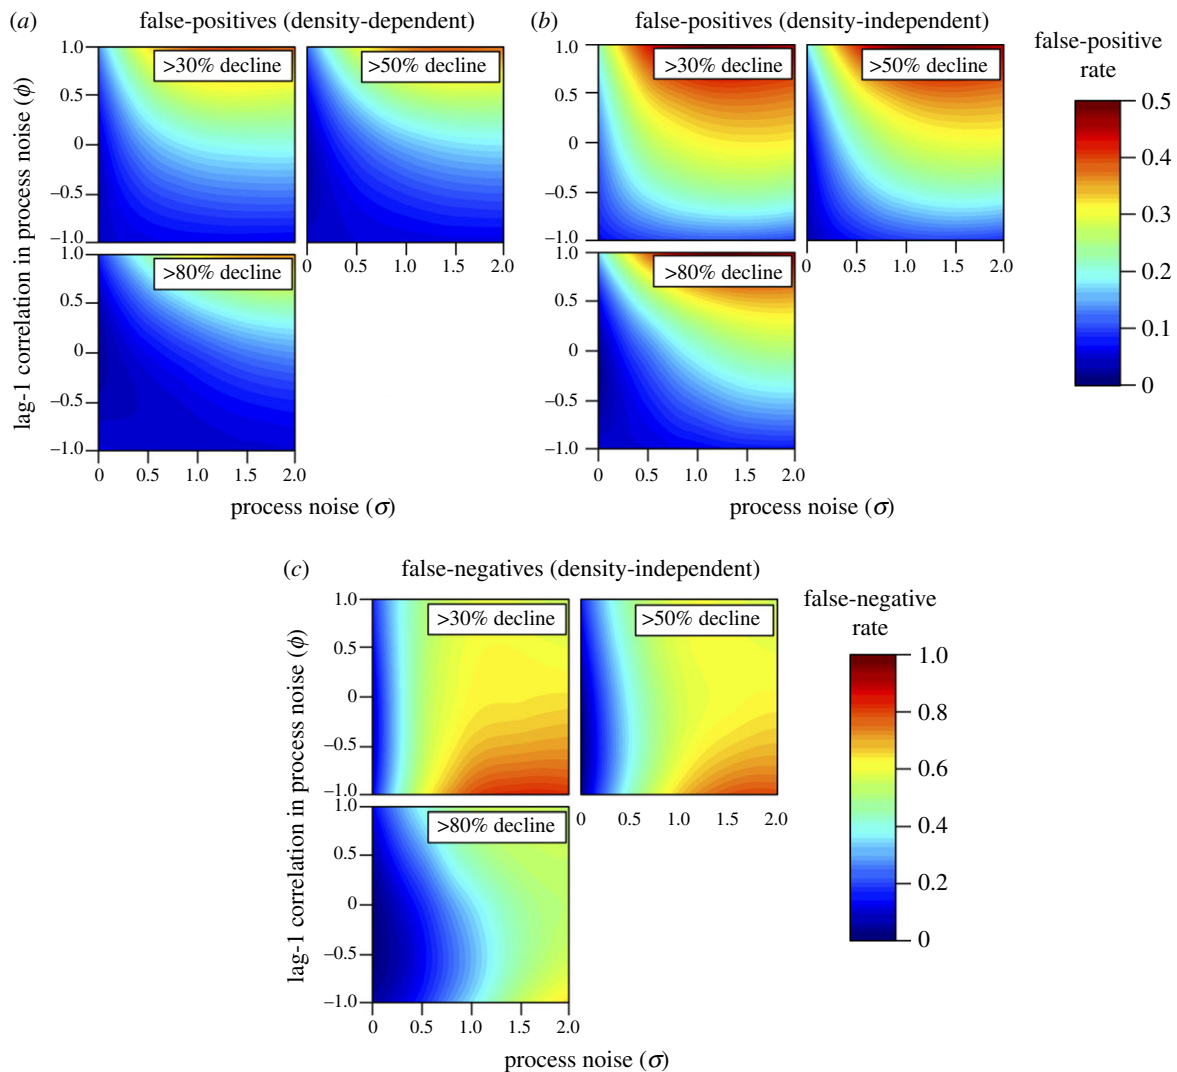 (a) false-positives (density-dependent)
1.0
0.5
0
−0.5
−1.0
>30% decline
>50% decline
0 0.5 1.0 2.0
1.0
0.5
0
−0.5
−1.0
>80% decline
0 0.5 1.0 2.0
lag-1 correlation in process noise (ϕ)
process noise (σ)
(b) false-positives (density-independent)
1.0
0.5
0
−0.5
−1.0
>30% decline
>50% decline
0 0.5 1.0 1.5 2.0
1.0
0.5
0
−0.5
−1.0
>80% decline
0 0.5 1.0 1.5 2.0
process noise (σ)
false-positive
rate
0.5
0.4
0.3
0.2
0.1
0
(c) false-negatives (density-independent)
1.0
0.5
0
−0.5
−1.0
>30% decline
>50% decline
0 0.5 1.0 1.5 2.0
1.0
0.5
0
−0.5
−1.0
>80% decline
0 0.5 1.0 1.5 2.0
lag-1 correlation in process noise (ϕ)
process noise (σ)
false-negative
rate
1.0
0.8
0.6
0.4
0.2
0